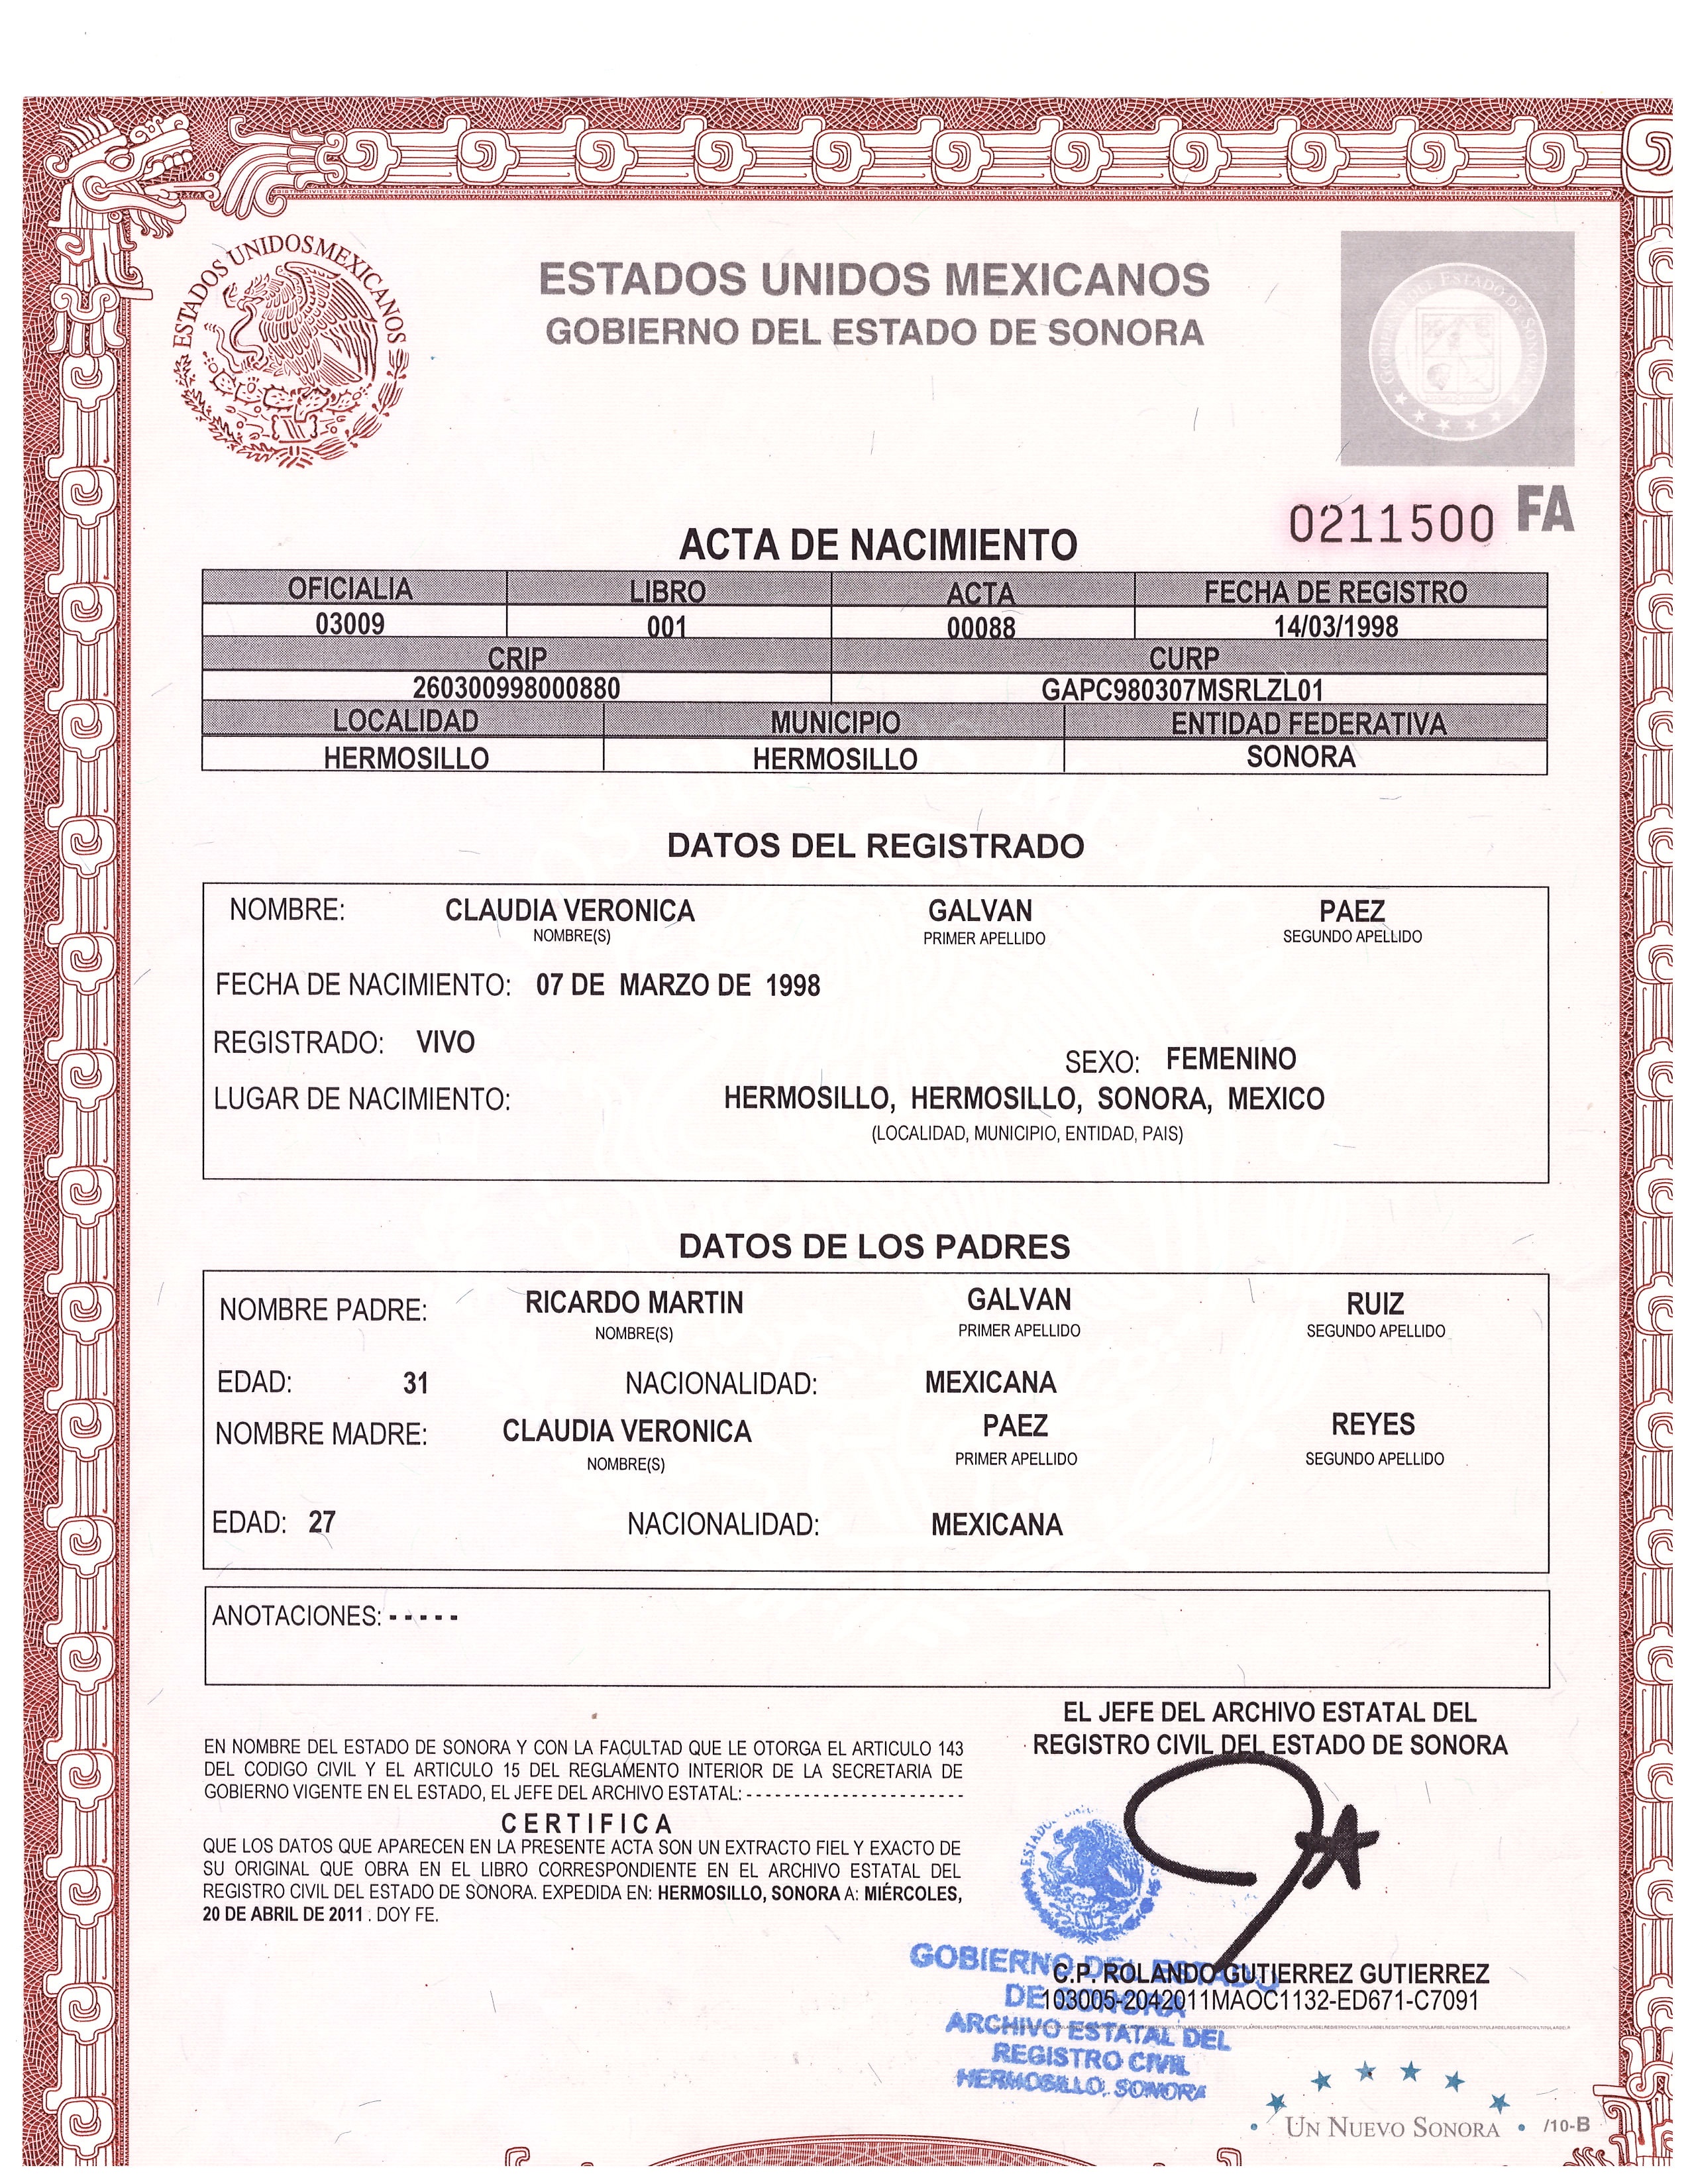 ESTADOS UNIDOS MEXICANOS
ESTADOS UNIDOS MEXICANOS
GOBIERNO DEL ESTADO DE SONORA
GOBIERNO DEL ESTADO DE SONORA
0211500 FA
ACTA DE NACIMIENTO
OFICIALIA LIBRO ACTA FECHA DE REGISTRO
03009 001 00088 14/03/1998
CRIP CURP
260300998000880 GAPC980307MSRLZL01
LOCALIDAD MUNICIPIO ENTIDAD FEDERATIVA
HERMOSILLO HERMOSILLO SONORA
DATOS DEL REGISTRADO
NOMBRE: CLAUDIA VERONICA GALVAN PAEZ
NOMBRE(S) PRIMER APELLIDO SEGUNDO APELLIDO
FECHA DE NACIMIENTO: 07 DE MARZO DE 1998
REGISTRADO: VIVO
SEXO: FEMENINO
LUGAR DE NACIMIENTO: HERMOSILLO, HERMOSILLO, SONORA, MEXICO
(LOCALIDAD, MUNICIPIO, ENTIDAD, PAIS)
DATOS DE LOS PADRES
NOMBRE PADRE: RICARDO MARTIN GALVAN RUIZ
NOMBRE(S) PRIMER APELLIDO SEGUNDO APELLIDO
EDAD: 31 NACIONALIDAD: MEXICANA
NOMBRE MADRE: CLAUDIA VERONICA PAEZ REYES
NOMBRE(S) PRIMER APELLIDO SEGUNDO APELLIDO
EDAD: 27 NACIONALIDAD: MEXICANA
ANOTACIONES: - - - - -
EL JEFE DEL ARCHIVO ESTATAL DEL
REGISTRO CIVIL DEL ESTADO DE SONORA
EN NOMBRE DEL ESTADO DE SONORA Y CON LA FACULTAD QUE LE OTORGA EL ARTICULO 143
DEL CODIGO CIVIL Y EL ARTICULO 15 DEL REGLAMENTO INTERIOR DE LA SECRETARIA DE
GOBIERNO VIGENTE EN EL ESTADO, EL JEFE DEL ARCHIVO ESTATAL: - - - - - - - - - - - - - - - - - - - - - - -
CERTIFICA
QUE LOS DATOS QUE APARECEN EN LA PRESENTE ACTA SON UN EXTRACTO FIEL Y EXACTO DE
SU ORIGINAL QUE OBRA EN EL LIBRO CORRESPONDIENTE EN EL ARCHIVO ESTATAL DEL
REGISTRO CIVIL DEL ESTADO DE SONORA. EXPEDIDA EN: HERMOSILLO, SONORA A: MIÉRCOLES,
20 DE ABRIL DE 2011 . DOY FE.
GOBIERNO DEL ESTADO
DE SONORA
ARCHIVO ESTATAL DEL
REGISTRO CIVIL
HERMOSILLO, SONORA
C.P. ROLANDO GUTIERREZ GUTIERREZ
103005-2042011MAOC1132-ED671-C7091
UN NUEVO SONORA
/10-B